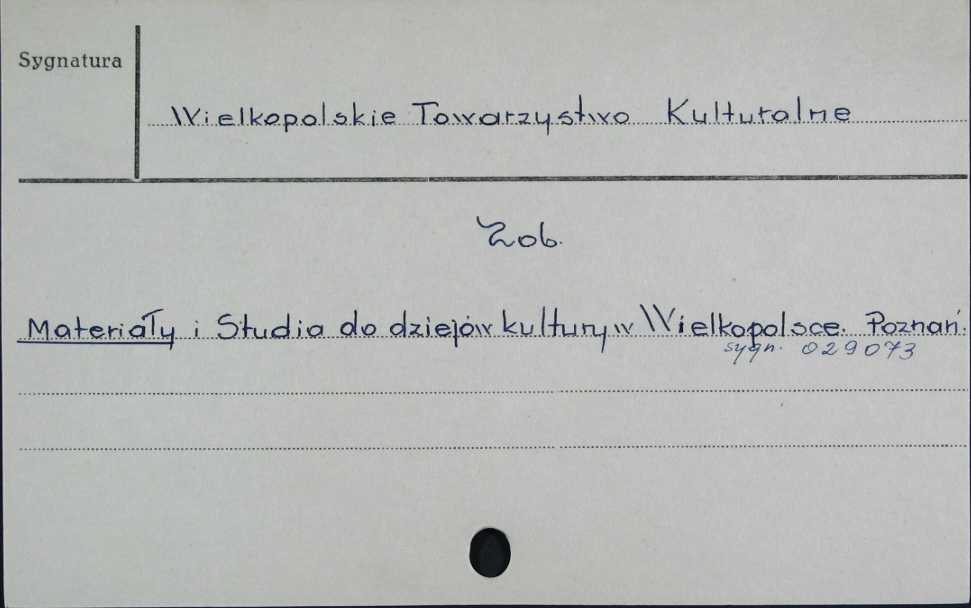 Sygnatura
Wielkopolskie Towarzystwo Kulturalne
Zob.
Materiały i Studia do dziejów kultury w Wielkopolsce. Poznań.
sygn. 029073